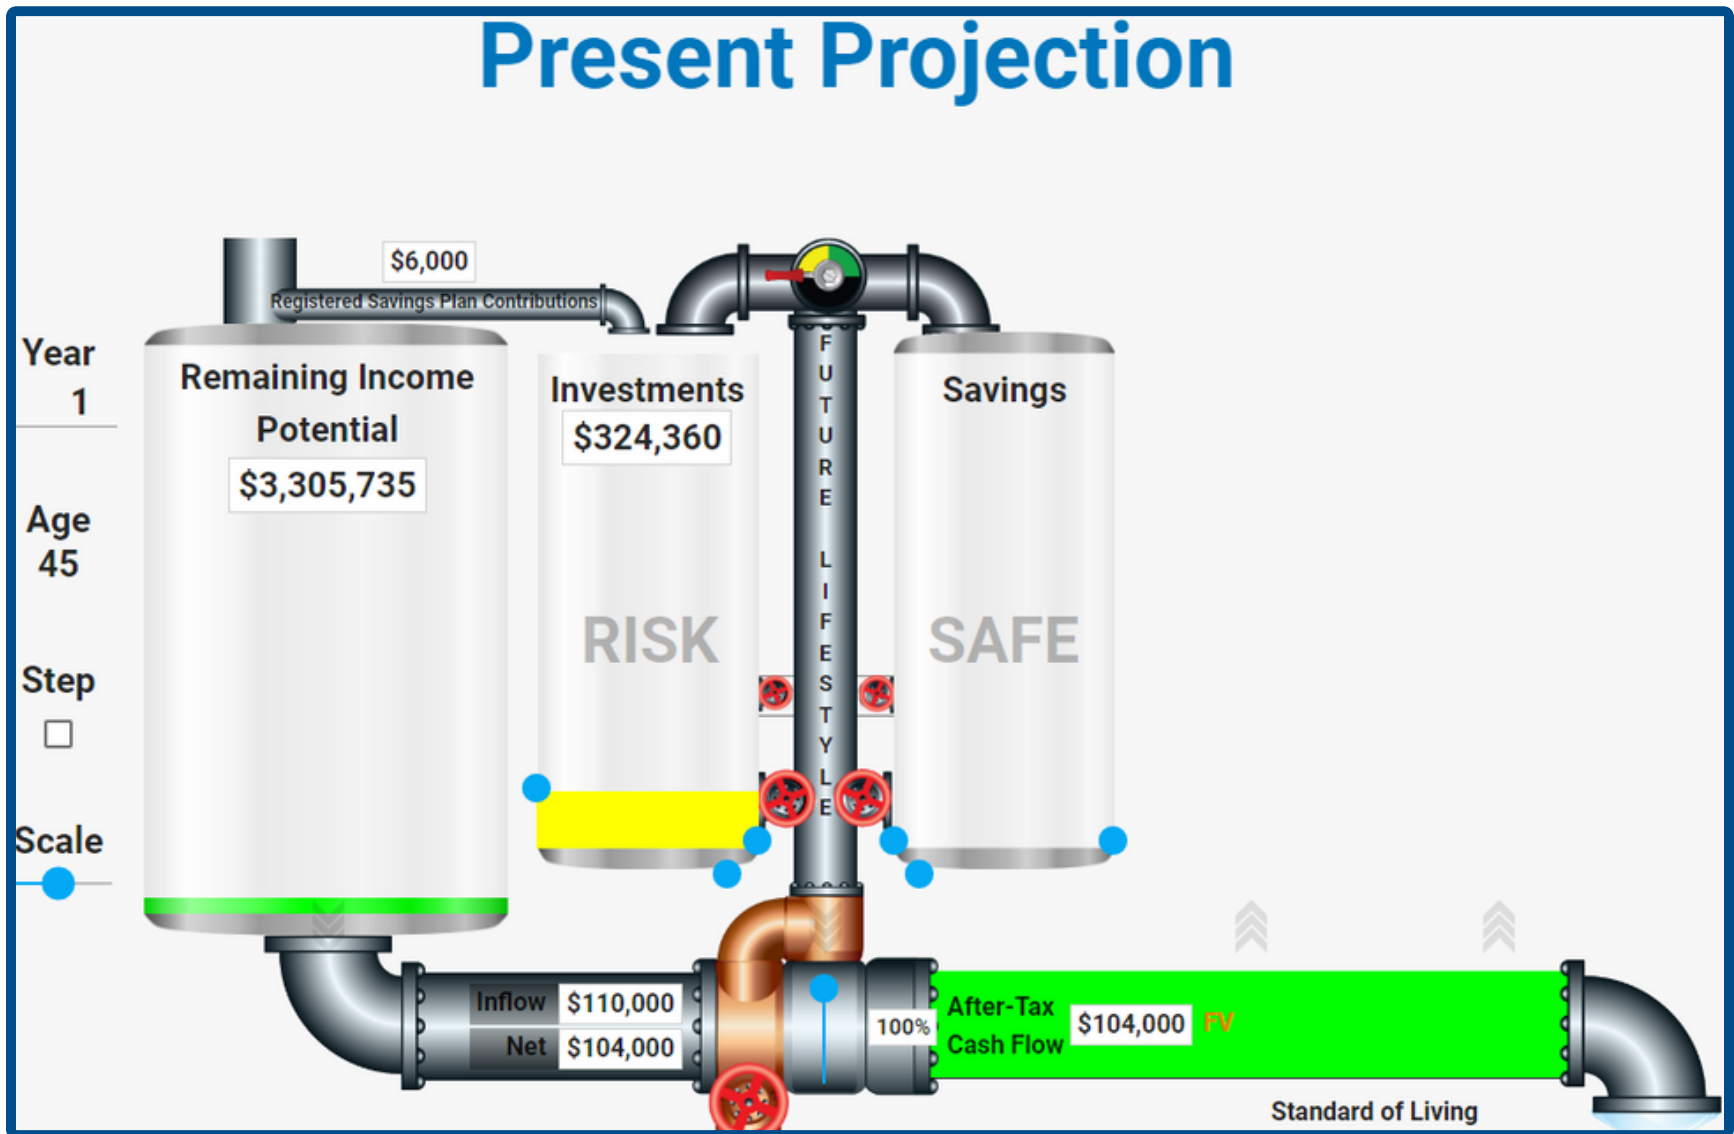 Present Projection
$6,000
Registered Savings Plan Contributions
Year
1
Age
45
Step
Scale
Remaining Income
Potential
$3,305,735
Investments
$324,360
RISK
FUTURE LIFESTYLE
Savings
SAFE
Inflow $110,000
Net $104,000
100%
After-Tax
Cash Flow
$104,000 FV
Standard of Living